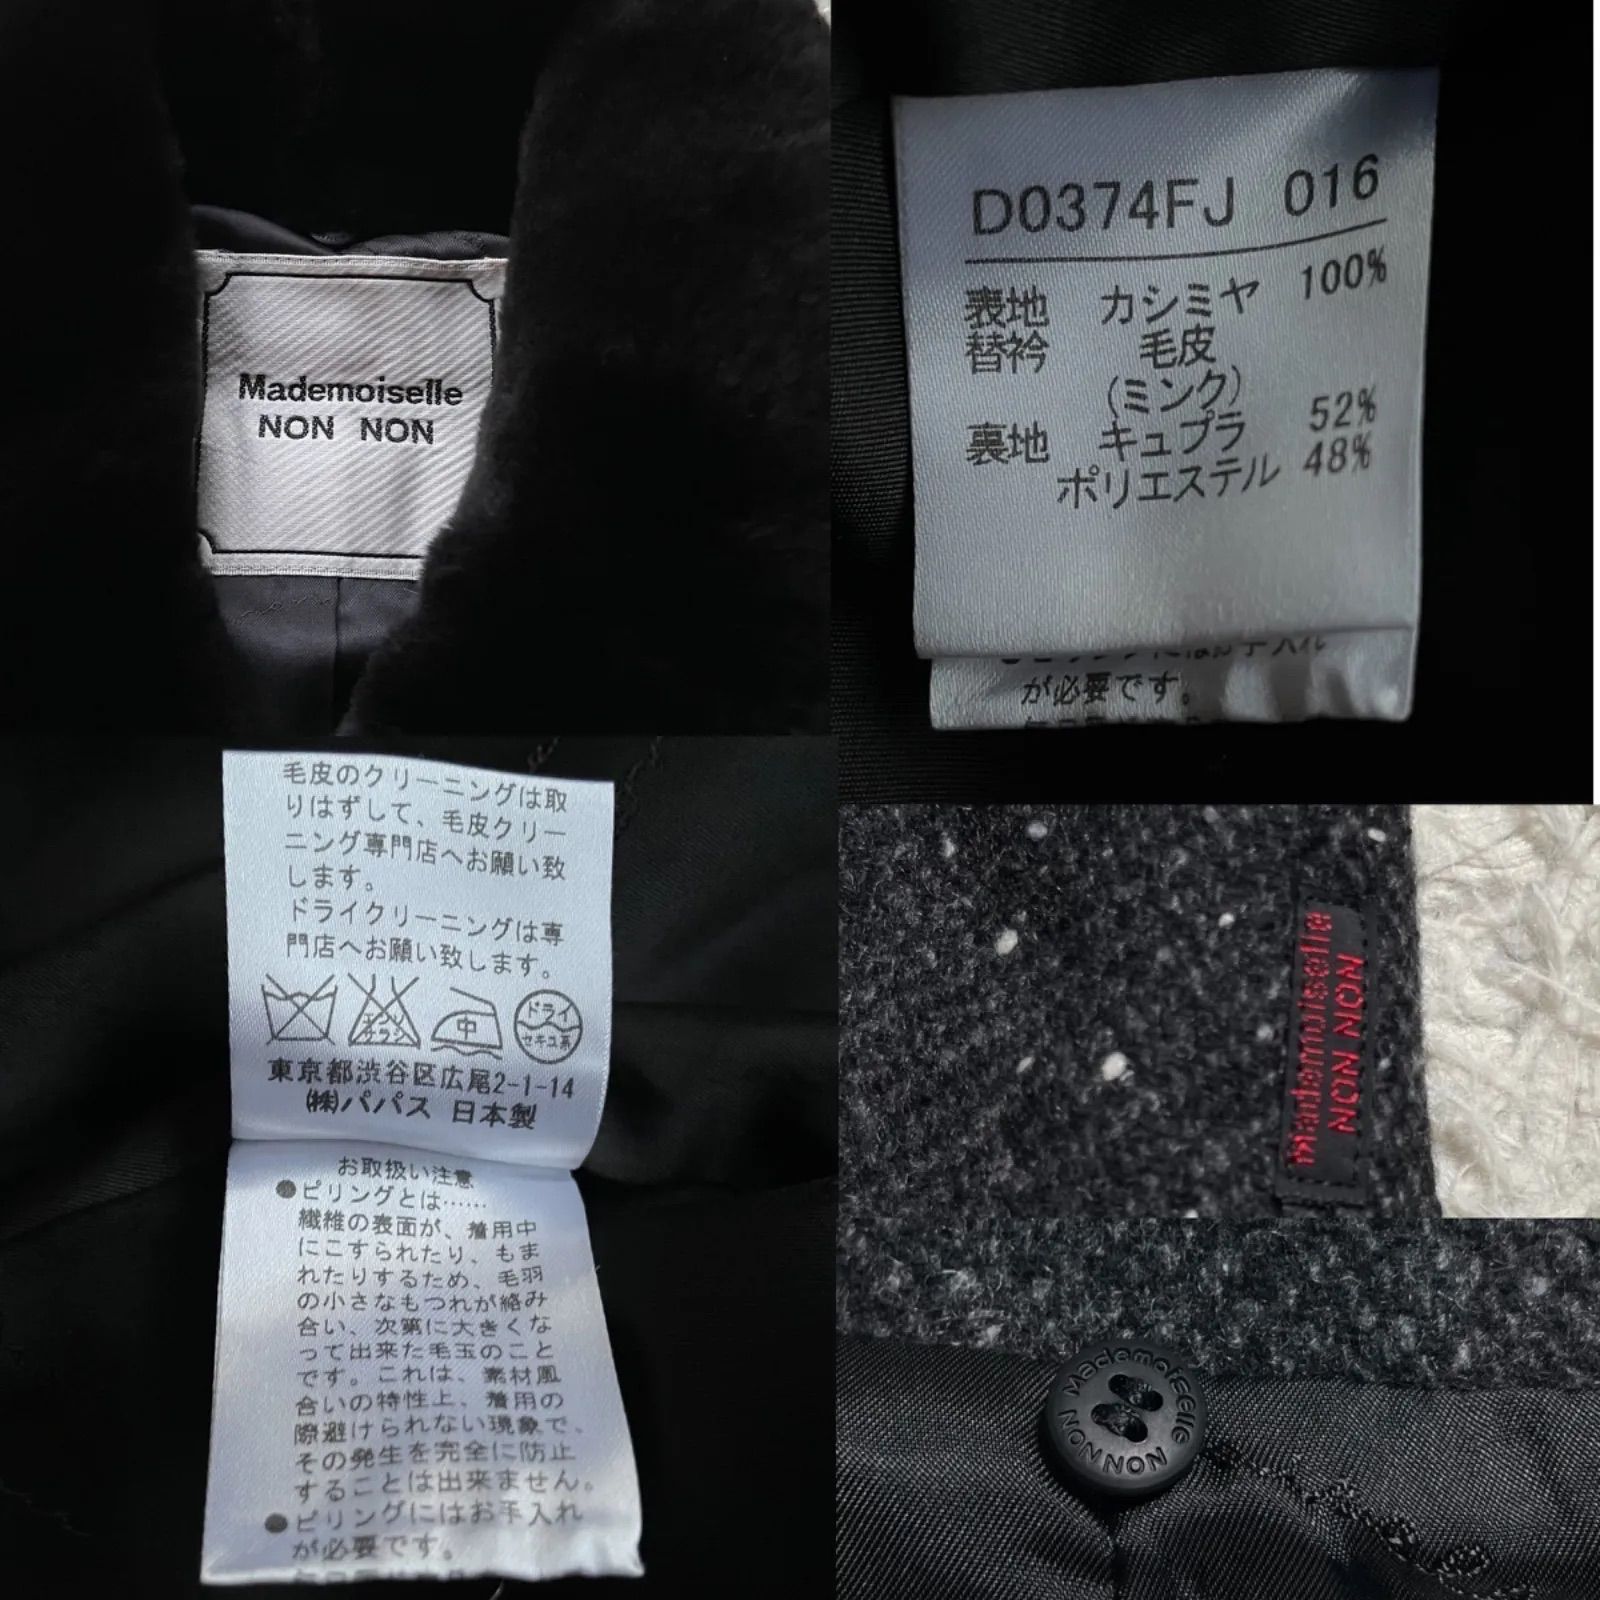 Mademoiselle
NON NON
D0374FJ 016
表地 カシミヤ 100%
替衿 毛皮
(ミンク)
裏地 キュプラ 52%
ポリエステル 48%
が必要です。
毛皮のクリーニングは取
りはずして、毛皮クリー
ニング専門店へお願い致
します。
ドライクリーニングは専
門店へお願い致します。
エンソ
サラシ
中
ドライ
セキユ系
東京都渋谷区広尾2-1-14
㈱パパス 日本製
お取扱い注意
●ピリングとは……
繊維の表面が、着用中
にこすられたり、もま
れたりするため、毛羽
の小さなもつれが絡み
合い、次第に大きくな
って出来た毛玉のこと
です。これは、素材風
合いの特性上、着用の
際避けられない現象で、
その発生を完全に防止
することは出来ません。
●ピリングにはお手入れ
が必要です。
Mademoiselle
NON NON
Mademoiselle
NON NON